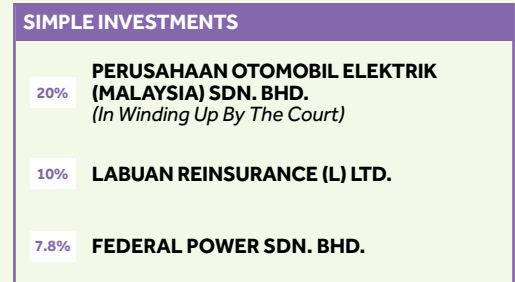 SIMPLE INVESTMENTS
20%
PERUSAHAAN OTOMOBIL ELEKTRIK
(MALAYSIA) SDN. BHD.
(In Winding Up By The Court)
10%
LABUAN REINSURANCE (L) LTD.
7.8%
FEDERAL POWER SDN. BHD.